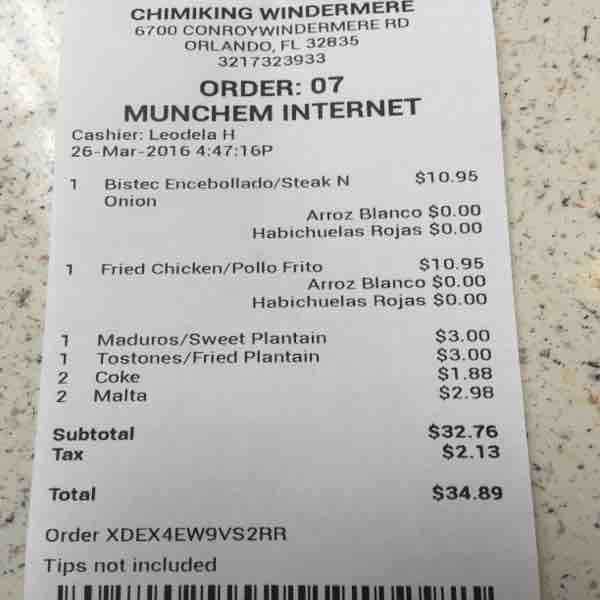 CHIMIKING WINDERMERE
6700 CONROYWINDERMERE RD
ORLANDO, FL 32835
3217323933
ORDER: 07
MUNCHEM INTERNET
Cashier: Leodela H
26-Mar-2016 4:47:16P
1 Bistec Encebollado/Steak N $10.95
Onion
Arroz Blanco $0.00
Habichuelas Rojas $0.00
1 Fried Chicken/Pollo Frito $10.95
Arroz Blanco $0.00
Habichuelas Rojas $0.00
1 Maduros/Sweet Plantain $3.00
1 Tostones/Fried Plantain $3.00
2 Coke $1.88
2 Malta $2.98
Subtotal $32.76
Tax $2.13
Total $34.89
Order XDEX4EW9VS2RR
Tips not included